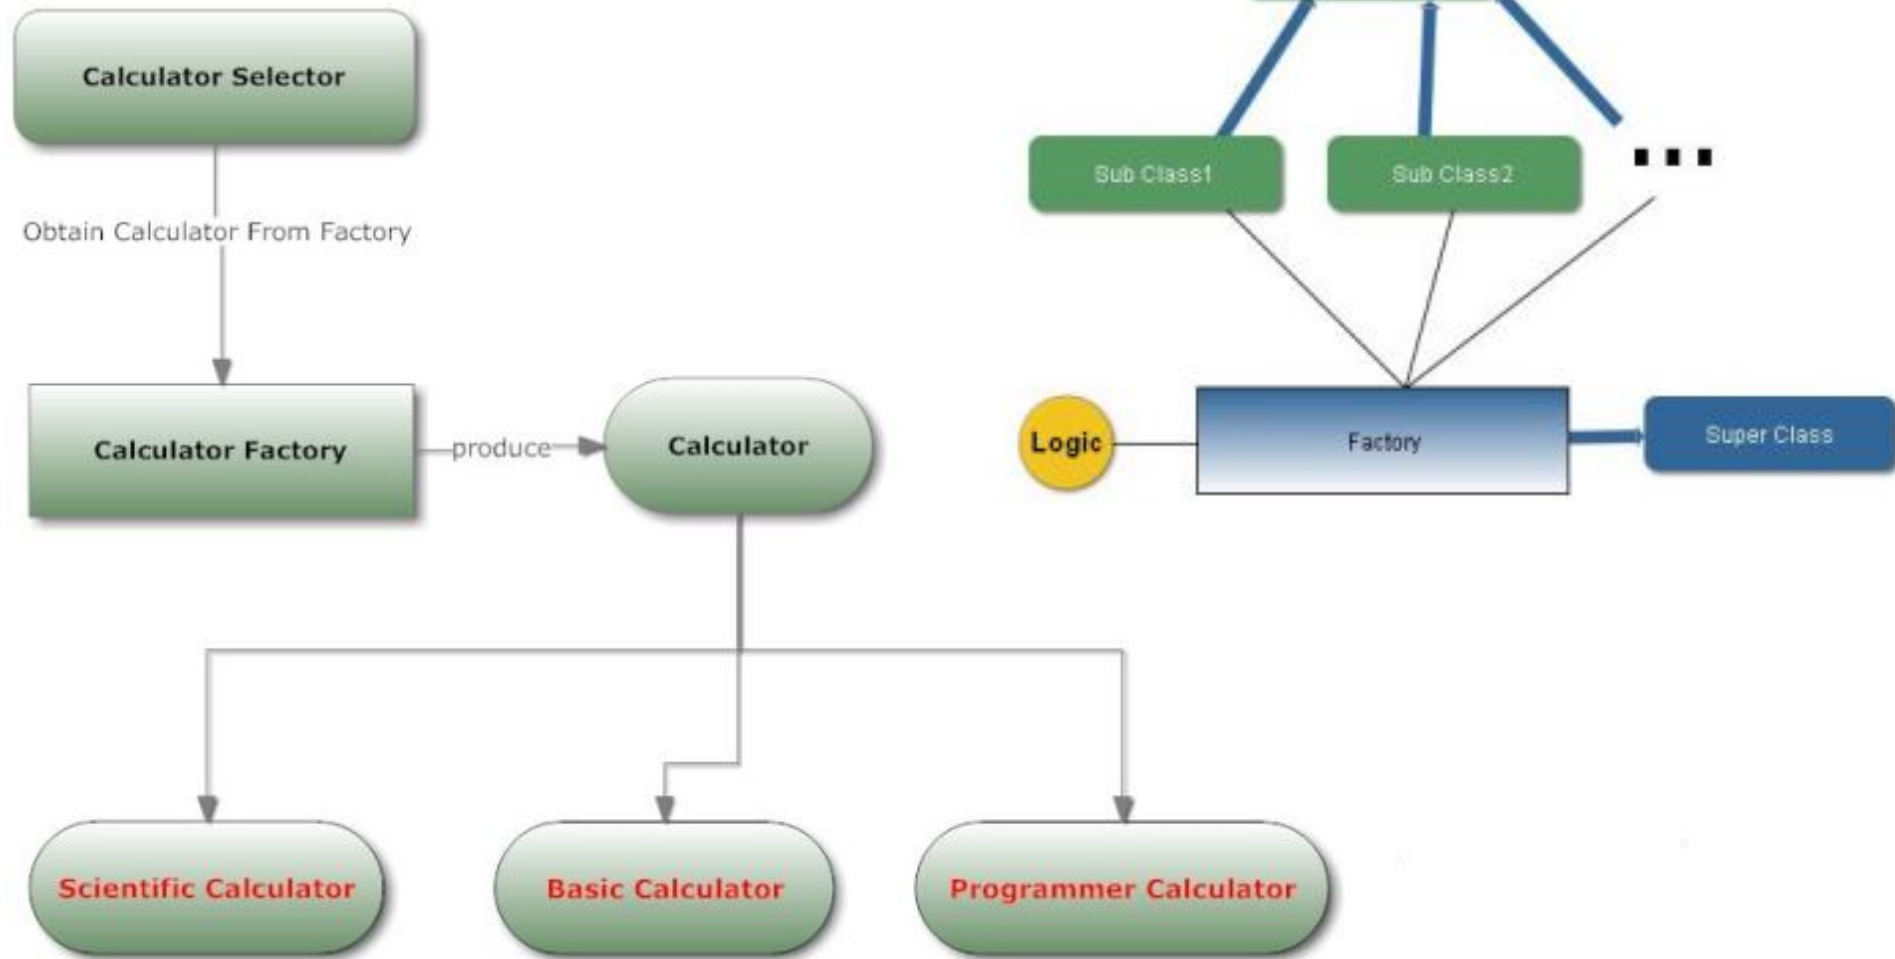 Calculator Selector
Obtain Calculator From Factory
Calculator Factory
produce
Calculator
Scientific Calculator
Basic Calculator
Programmer Calculator
Sub Class1
Sub Class2
...
Logic
Factory
Super Class